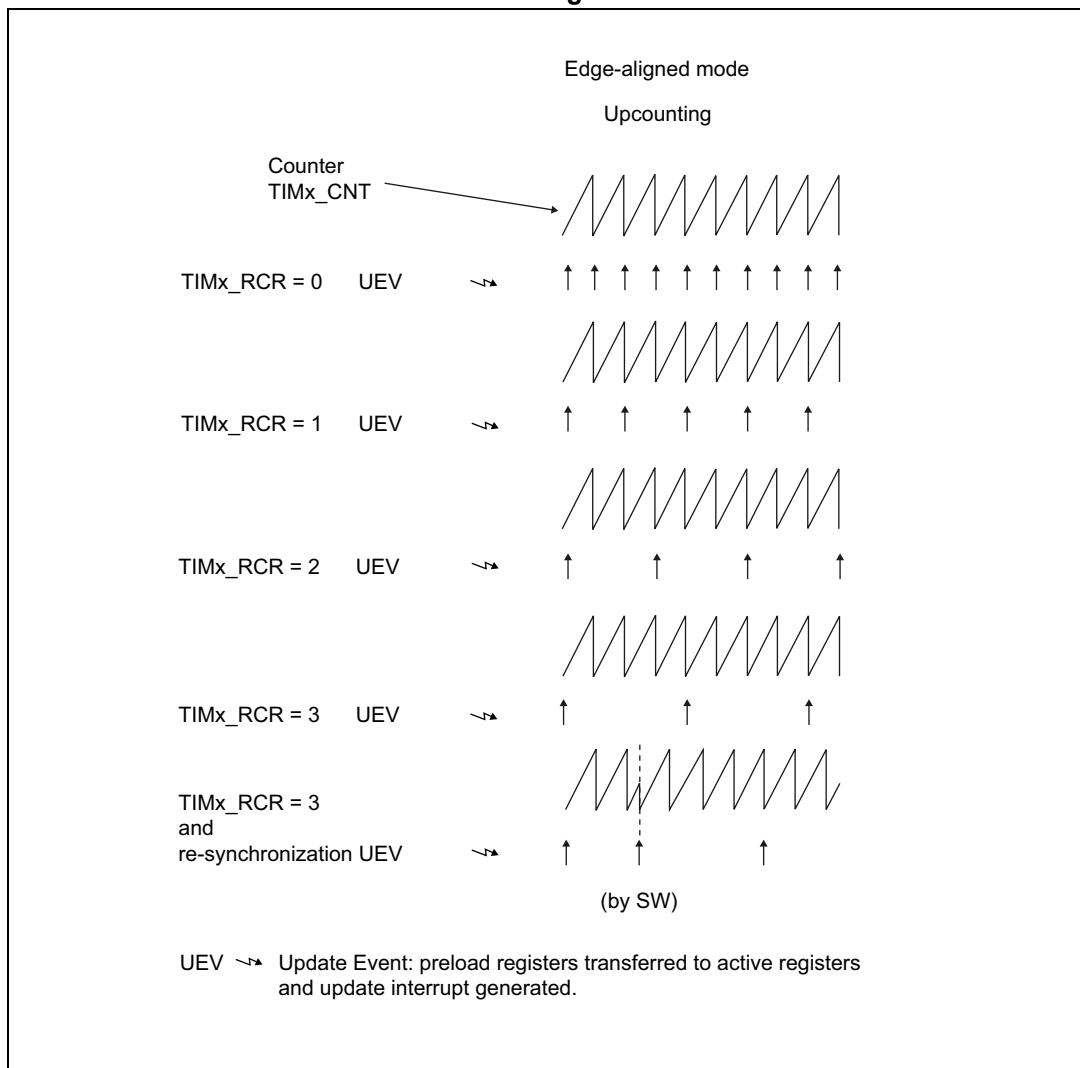 Edge-aligned mode
Upcounting
Counter
TIMx_CNT
TIMx_RCR = 0 UEV
TIMx_RCR = 1 UEV
TIMx_RCR = 2 UEV
TIMx_RCR = 3 UEV
TIMx_RCR = 3
and
re-synchronization UEV
(by SW)
UEV Update Event: preload registers transferred to active registers
and update interrupt generated.